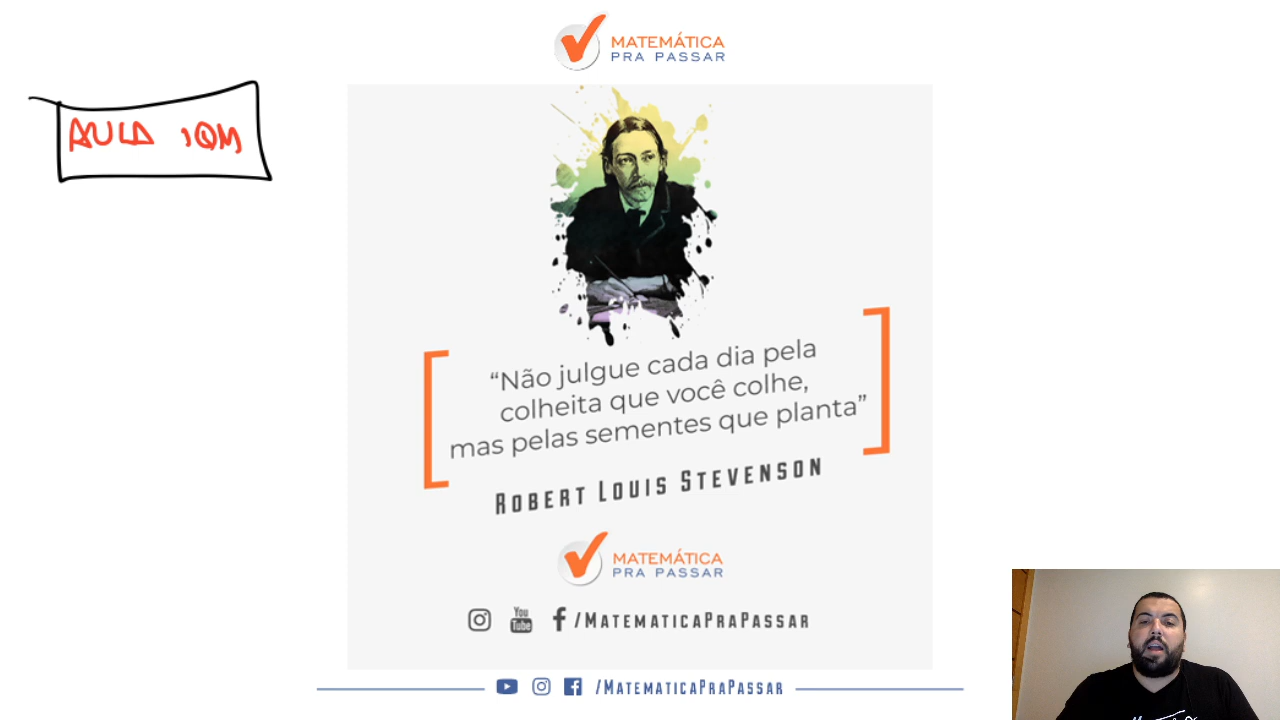 MATEMÁTICA
PRA PASSAR
AULA 10M
“Não julgue cada dia pela
colheita que você colhe,
mas pelas sementes que planta”
ROBERT LOUIS STEVENSON
MATEMÁTICA
PRA PASSAR
You
Tube
/MATEMATICAPRAPASSAR
/MATEMATICAPRAPASSAR